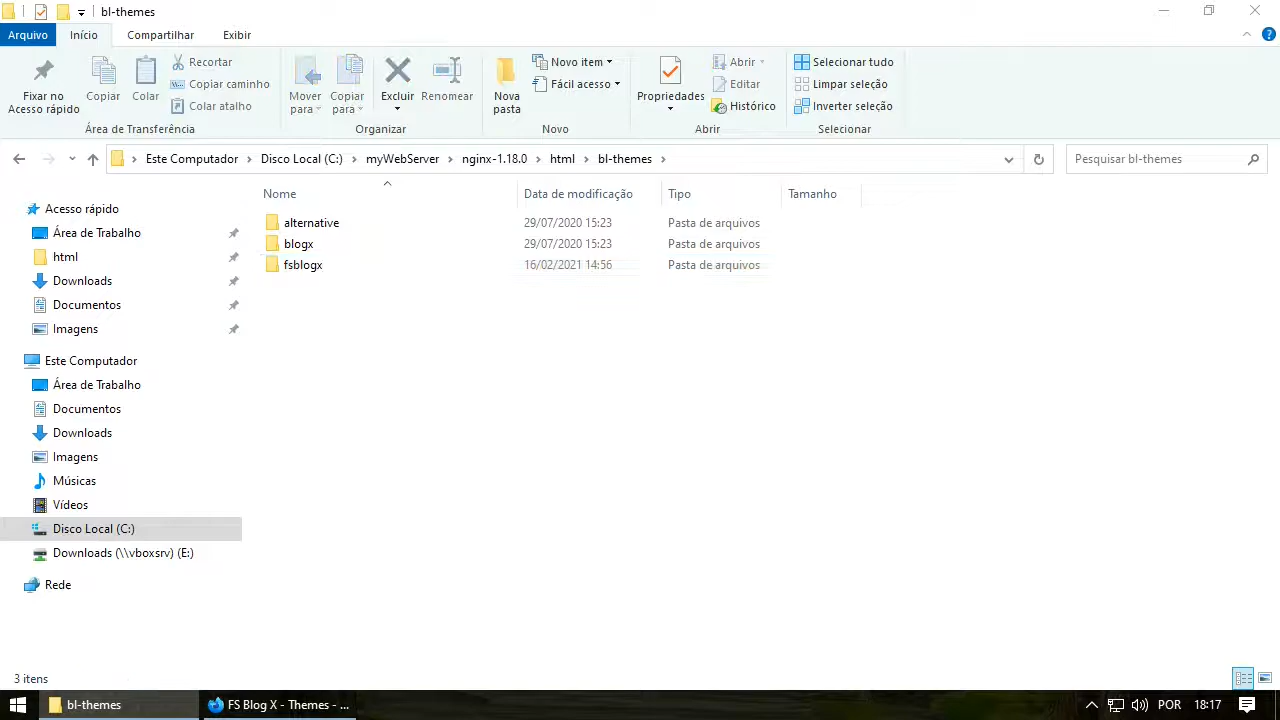 bl-themes
Arquivo Início Compartilhar Exibir
Fixar no
Acesso rápido
Copiar
Colar
Recortar
Copiar caminho
Copiar atalho
Área de Transferência
Mover
para
Copiar
para
Excluir
Renomear
Organizar
Nova
pasta
Novo item
Fácil acesso
Novo
Propriedades
Abrir
Editar
Histórico
Abrir
Selecionar tudo
Limpar seleção
Inverter seleção
Selecionar
Este Computador Disco Local (C:) myWebServer nginx-1.18.0 html bl-themes
Pesquisar bl-themes
Nome Data de modificação Tipo Tamanho
alternative 29/07/2020 15:23 Pasta de arquivos
blogx 29/07/2020 15:23 Pasta de arquivos
fsblogx 16/02/2021 14:56 Pasta de arquivos
Acesso rápido
Área de Trabalho
html
Downloads
Documentos
Imagens
Este Computador
Área de Trabalho
Documentos
Downloads
Imagens
Músicas
Vídeos
Disco Local (C:)
Downloads (\\vboxsrv) (E:)
Rede
3 itens
bl-themes
FS Blog X - Themes - ...
POR 18:17